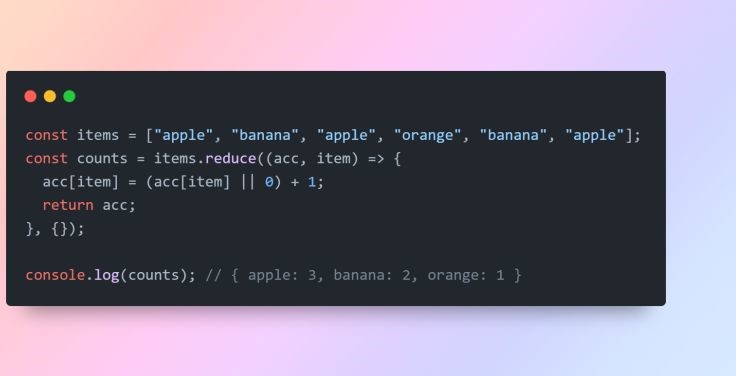 const items = ["apple", "banana", "apple", "orange", "banana", "apple"];
const counts = items.reduce((acc, item) => {
  acc[item] = (acc[item] || 0) + 1;
  return acc;
}, {});

console.log(counts); // { apple: 3, banana: 2, orange: 1 }